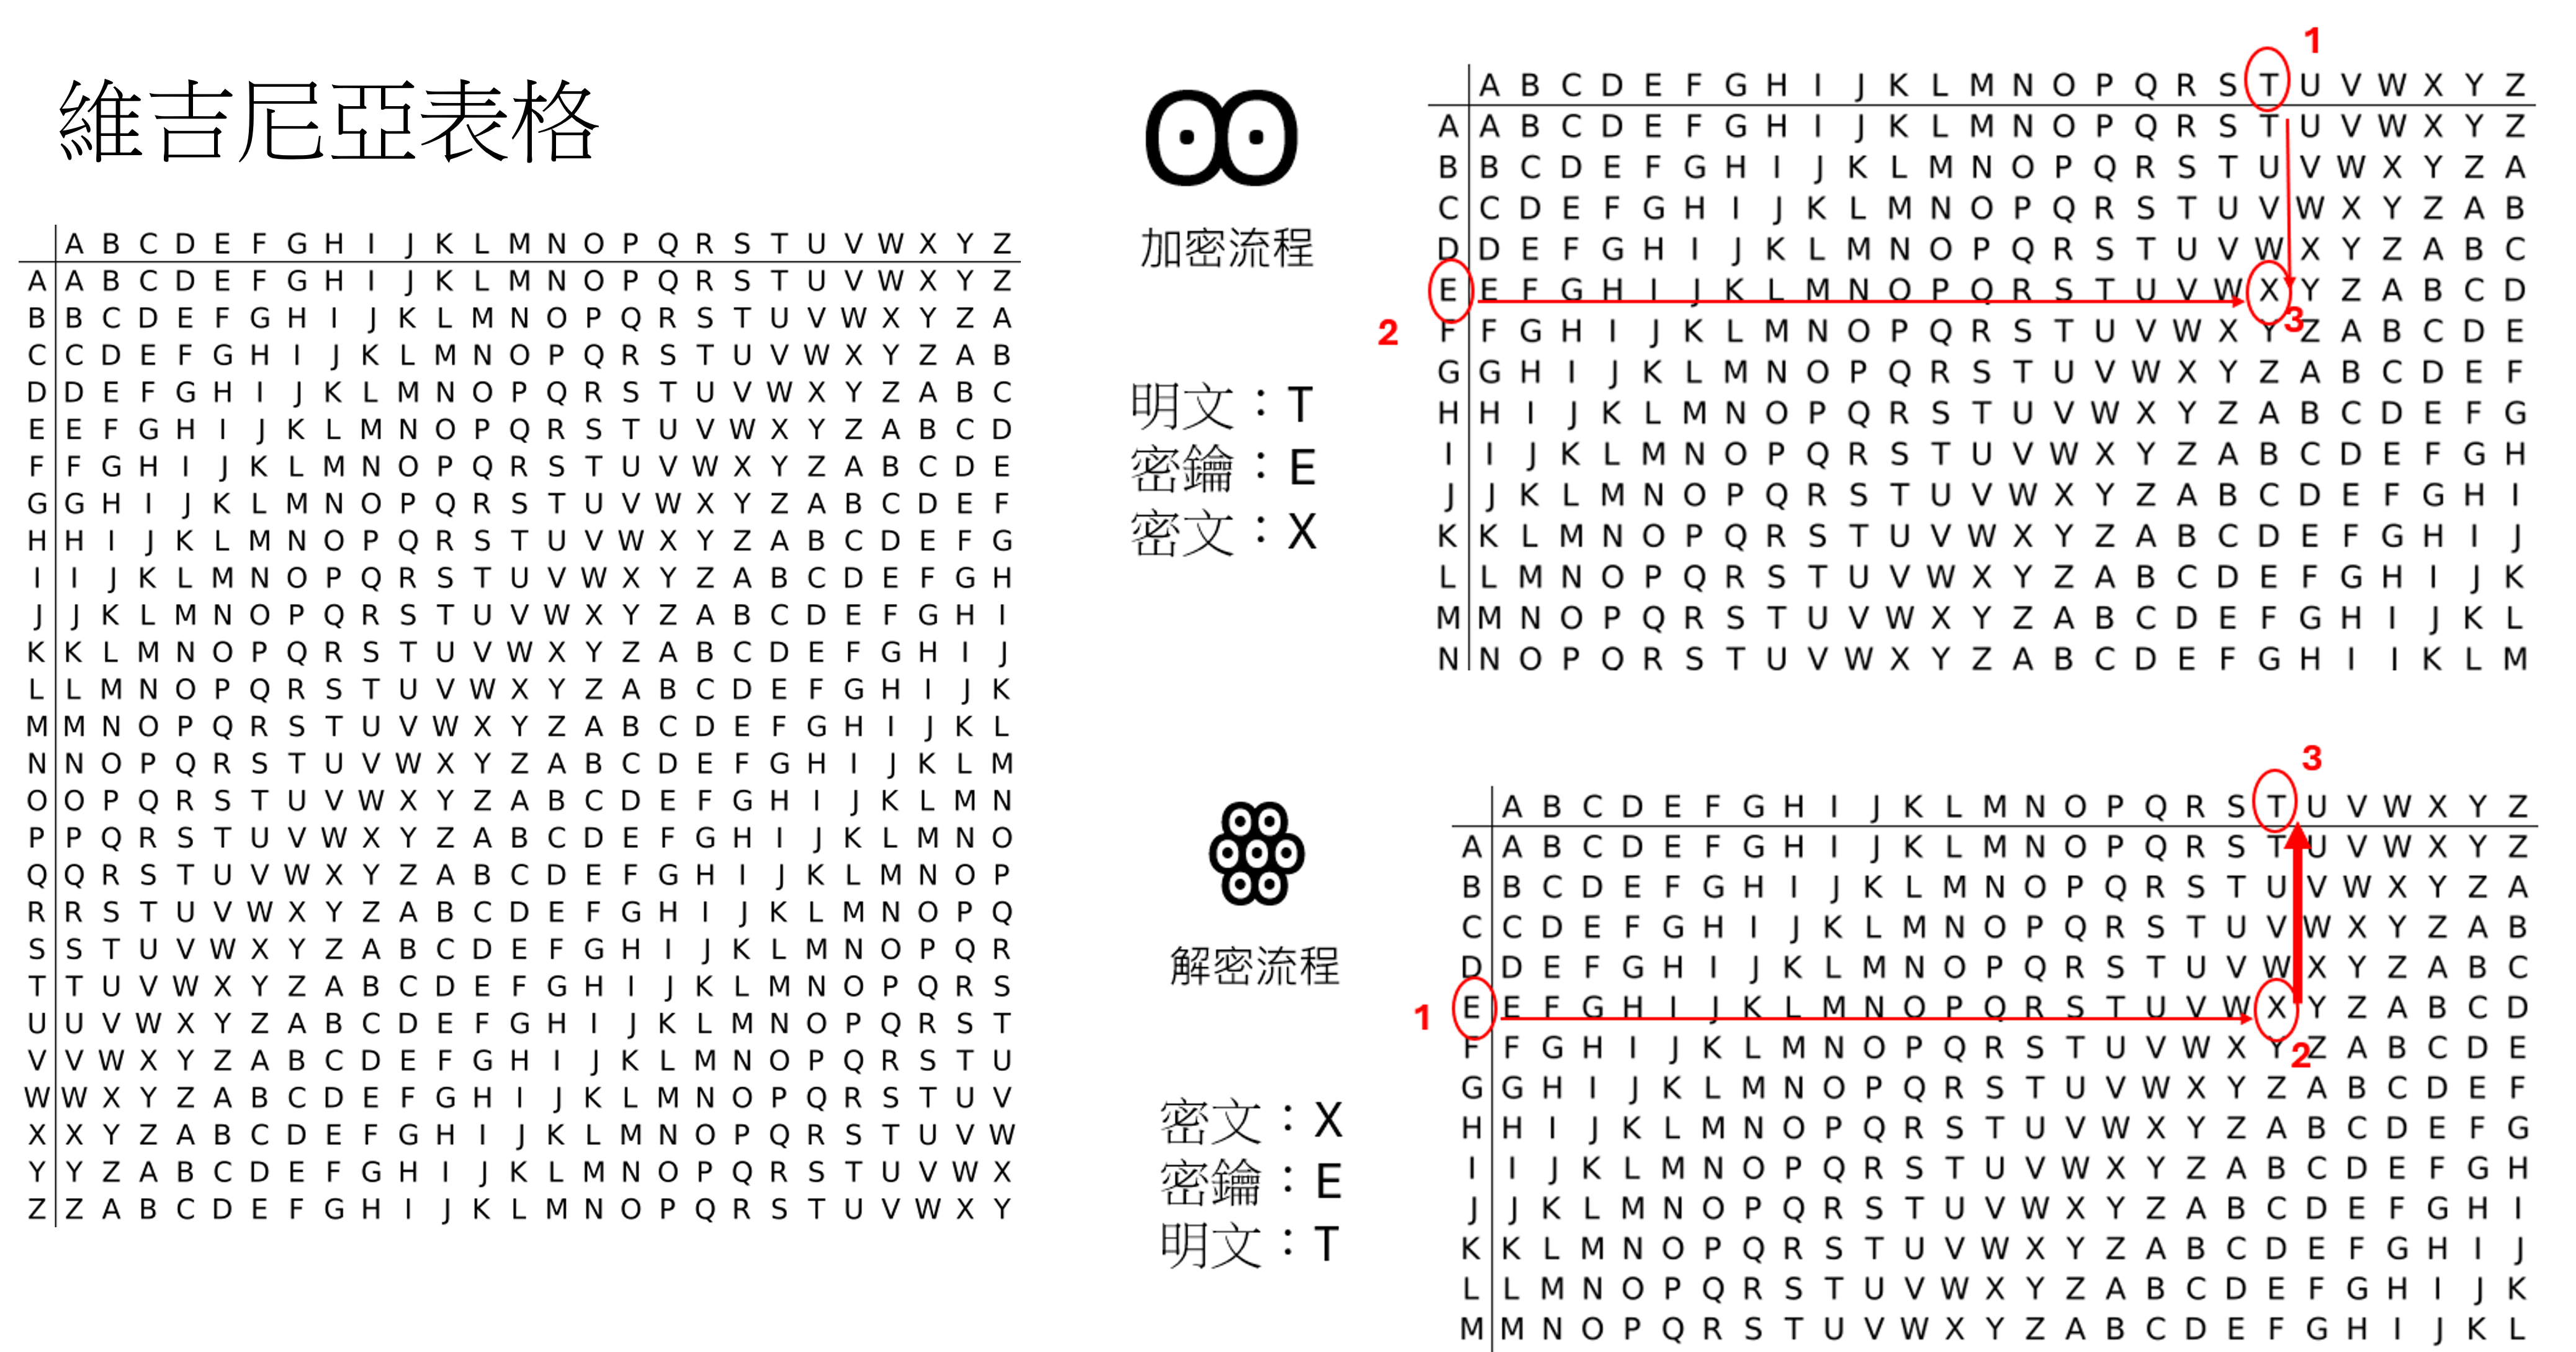 維吉尼亞表格
A B C D E F G H I J K L M N O P Q R S T U V W X Y Z
A A B C D E F G H I J K L M N O P Q R S T U V W X Y Z
B B C D E F G H I J K L M N O P Q R S T U V W X Y Z A
C C D E F G H I J K L M N O P Q R S T U V W X Y Z A B
D D E F G H I J K L M N O P Q R S T U V W X Y Z A B C
E E F G H I J K L M N O P Q R S T U V W X Y Z A B C D
F F G H I J K L M N O P Q R S T U V W X Y Z A B C D E
G G H I J K L M N O P Q R S T U V W X Y Z A B C D E F
H H I J K L M N O P Q R S T U V W X Y Z A B C D E F G
I I J K L M N O P Q R S T U V W X Y Z A B C D E F G H
J J K L M N O P Q R S T U V W X Y Z A B C D E F G H I
K K L M N O P Q R S T U V W X Y Z A B C D E F G H I J
L L M N O P Q R S T U V W X Y Z A B C D E F G H I J K
M M N O P Q R S T U V W X Y Z A B C D E F G H I J K L
N N O P Q R S T U V W X Y Z A B C D E F G H I J K L M
O O P Q R S T U V W X Y Z A B C D E F G H I J K L M N
P P Q R S T U V W X Y Z A B C D E F G H I J K L M N O
Q Q R S T U V W X Y Z A B C D E F G H I J K L M N O P
R R S T U V W X Y Z A B C D E F G H I J K L M N O P Q
S S T U V W X Y Z A B C D E F G H I J K L M N O P Q R
T T U V W X Y Z A B C D E F G H I J K L M N O P Q R S
U U V W X Y Z A B C D E F G H I J K L M N O P Q R S T
V V W X Y Z A B C D E F G H I J K L M N O P Q R S T U
W W X Y Z A B C D E F G H I J K L M N O P Q R S T U V
X X Y Z A B C D E F G H I J K L M N O P Q R S T U V W
Y Y Z A B C D E F G H I J K L M N O P Q R S T U V W X
Z Z A B C D E F G H I J K L M N O P Q R S T U V W X Y
ꙭ
加密流程
明文：T
密鑰：E
密文：X
1
A B C D E F G H I J K L M N O P Q R S T U V W X Y Z
A A B C D E F G H I J K L M N O P Q R S T U V W X Y Z
B B C D E F G H I J K L M N O P Q R S T U V W X Y Z A
C C D E F G H I J K L M N O P Q R S T U V W X Y Z A B
D D E F G H I J K L M N O P Q R S T U V W X Y Z A B C
E E F G H I J K L M N O P Q R S T U V W X Y Z A B C D
2
3
F F G H I J K L M N O P Q R S T U V W X Y Z A B C D E
G G H I J K L M N O P Q R S T U V W X Y Z A B C D E F
H H I J K L M N O P Q R S T U V W X Y Z A B C D E F G
I I J K L M N O P Q R S T U V W X Y Z A B C D E F G H
J J K L M N O P Q R S T U V W X Y Z A B C D E F G H I
K K L M N O P Q R S T U V W X Y Z A B C D E F G H I J
L L M N O P Q R S T U V W X Y Z A B C D E F G H I J K
M M N O P Q R S T U V W X Y Z A B C D E F G H I J K L
N N O P Q R S T U V W X Y Z A B C D E F G H I J K L M
ꙮ
解密流程
密文：X
密鑰：E
明文：T
3
A B C D E F G H I J K L M N O P Q R S T U V W X Y Z
A A B C D E F G H I J K L M N O P Q R S T U V W X Y Z
B B C D E F G H I J K L M N O P Q R S T U V W X Y Z A
C C D E F G H I J K L M N O P Q R S T U V W X Y Z A B
D D E F G H I J K L M N O P Q R S T U V W X Y Z A B C
1
E E F G H I J K L M N O P Q R S T U V W X Y Z A B C D
2
F F G H I J K L M N O P Q R S T U V W X Y Z A B C D E
G G H I J K L M N O P Q R S T U V W X Y Z A B C D E F
H H I J K L M N O P Q R S T U V W X Y Z A B C D E F G
I I J K L M N O P Q R S T U V W X Y Z A B C D E F G H
J J K L M N O P Q R S T U V W X Y Z A B C D E F G H I
K K L M N O P Q R S T U V W X Y Z A B C D E F G H I J
L L M N O P Q R S T U V W X Y Z A B C D E F G H I J K
M M N O P Q R S T U V W X Y Z A B C D E F G H I J K L